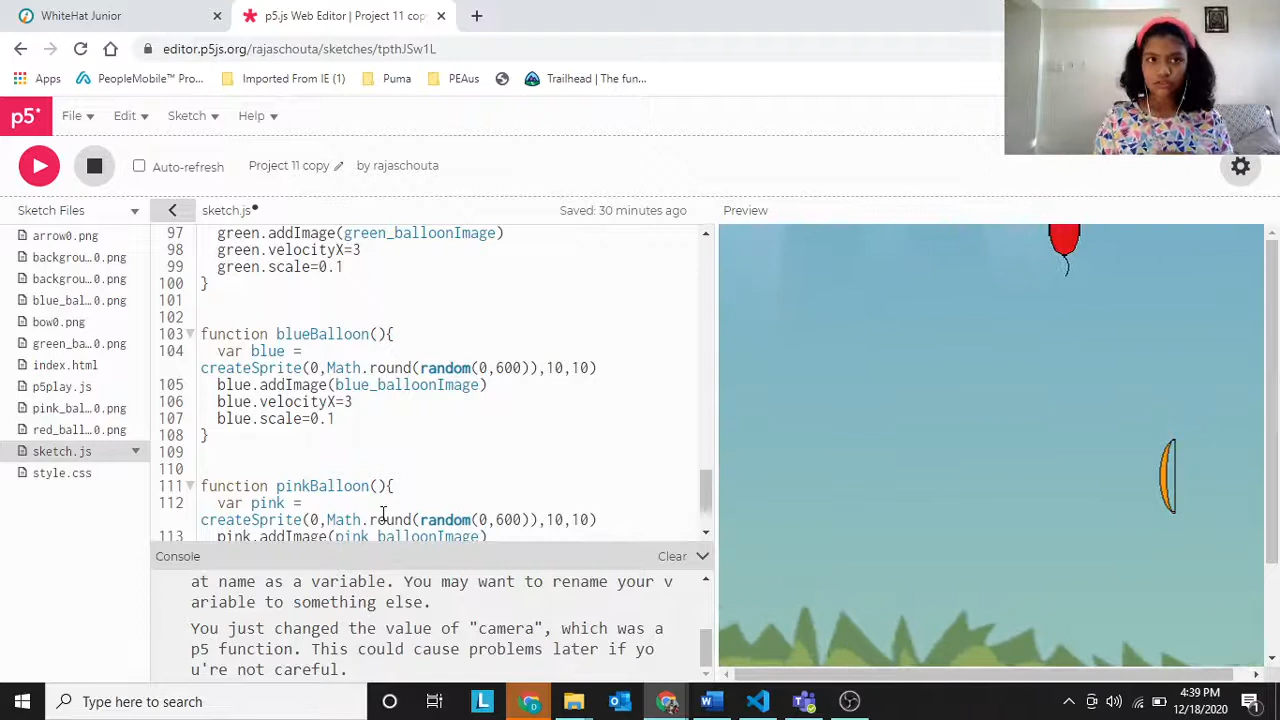 WhiteHat Junior
p5.js Web Editor | Project 11 copy
editor.p5js.org/rajaschouta/sketches/tpthJSw1L
Apps PeopleMobile™ Pro... Imported From IE (1) Puma PEAus Trailhead | The fun...
p5* File Edit Sketch Help
Auto-refresh Project 11 copy by rajaschouta
Sketch Files sketch.js Saved: 30 minutes ago Preview
arrow0.png
backgrou...0.png
backgrou...0.png
blue_bal...0.png
bow0.png
green_ba...0.png
index.html
p5play.js
pink_bal...0.png
red_ball...0.png
sketch.js
style.css
97 green.addImage(green_balloonImage)
98 green.velocityX=3
99 green.scale=0.1
100 }
101
102
103 function blueBalloon(){
104 var blue =
createSprite(0,Math.round(random(0,600)),10,10)
105 blue.addImage(blue_balloonImage)
106 blue.velocityX=3
107 blue.scale=0.1
108 }
109
110
111 function pinkBalloon(){
112 var pink =
createSprite(0,Math.round(random(0,600)),10,10)
113 pink.addImage(pink_balloonImage)
Console Clear
at name as a variable. You may want to rename your v
ariable to something else.
You just changed the value of "camera", which was a
p5 function. This could cause problems later if yo
u're not careful.
Type here to search
4:39 PM
12/18/2020